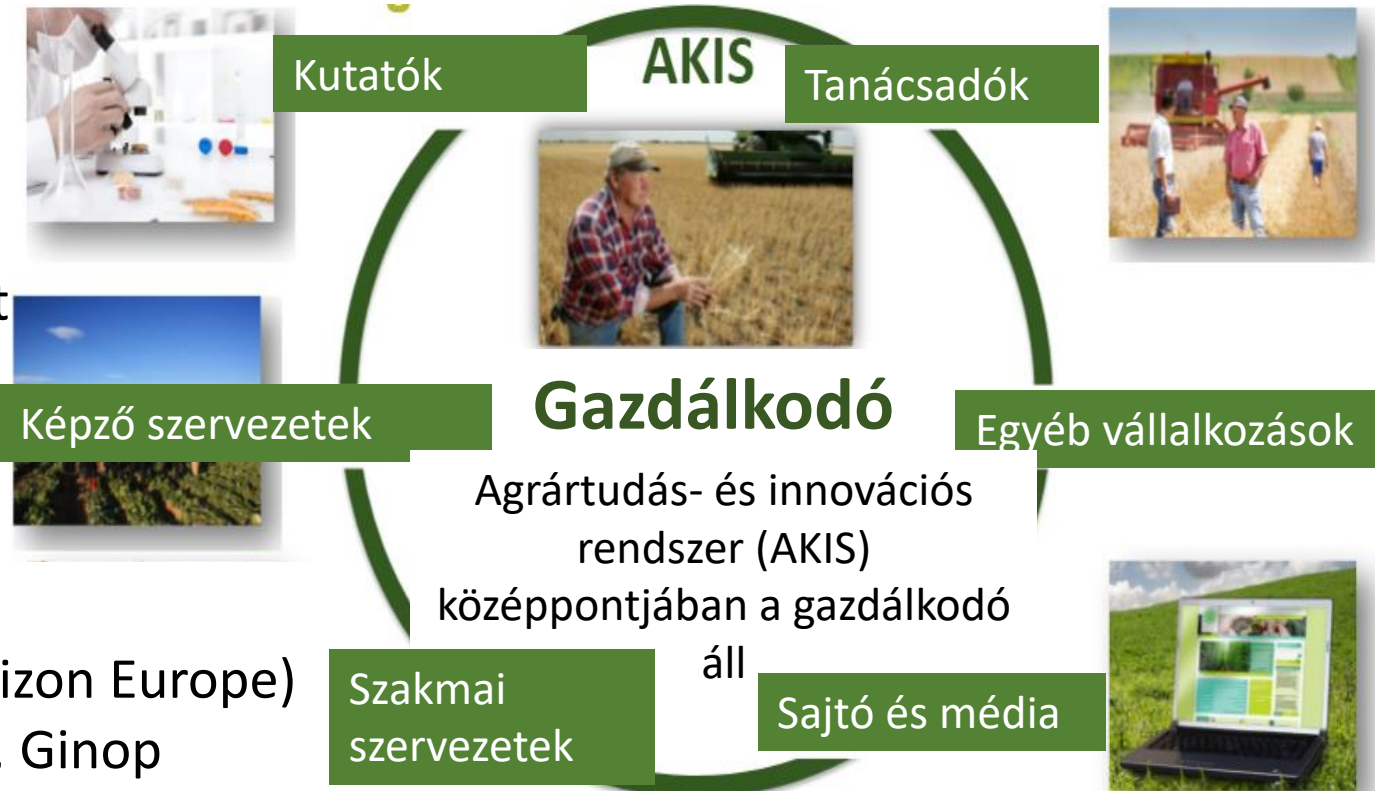 AKIS
Kutatók
Tanácsadók
t
Képző szervezetek
Gazdálkodó
Egyéb vállalkozások
Agrártudás- és innovációs
rendszer (AKIS)
középpontjában a gazdálkodó
áll
izon Europe)
. Ginop
Szakmai
szervezetek
Sajtó és média